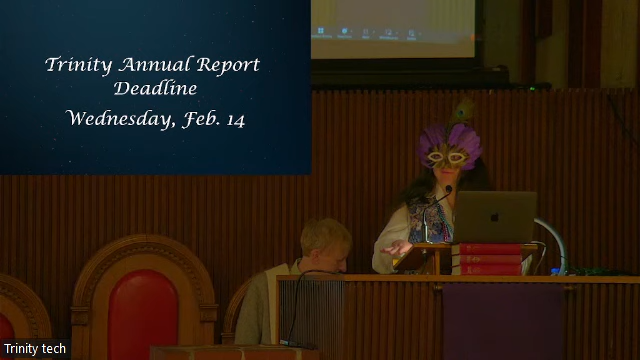 Trinity Annual Report
Deadline
Wednesday, Feb. 14
Trinity tech